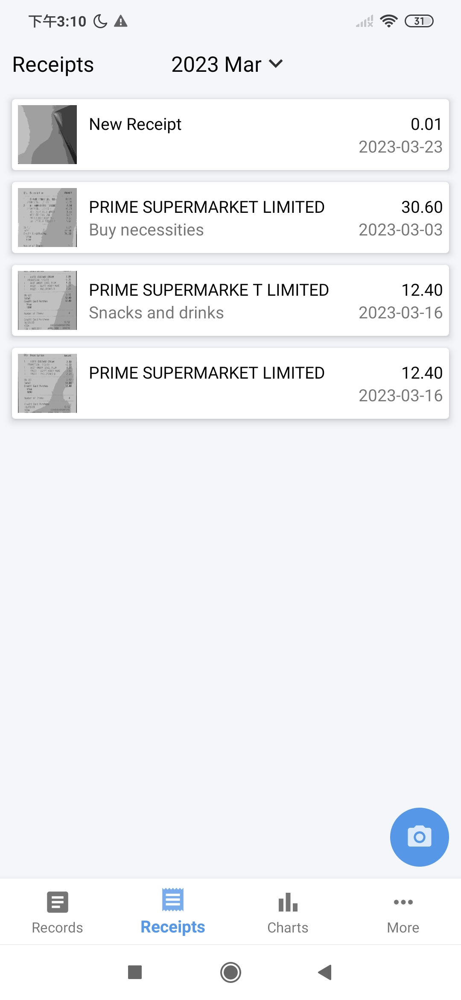 下午3:10
31
Receipts
2023 Mar
New Receipt
0.01
2023-03-23
PRIME SUPERMARKET LIMITED
30.60
Buy necessities
2023-03-03
PRIME SUPERMARKE T LIMITED
12.40
Snacks and drinks
2023-03-16
PRIME SUPERMARKET LIMITED
12.40
2023-03-16
Records
Receipts
Charts
More